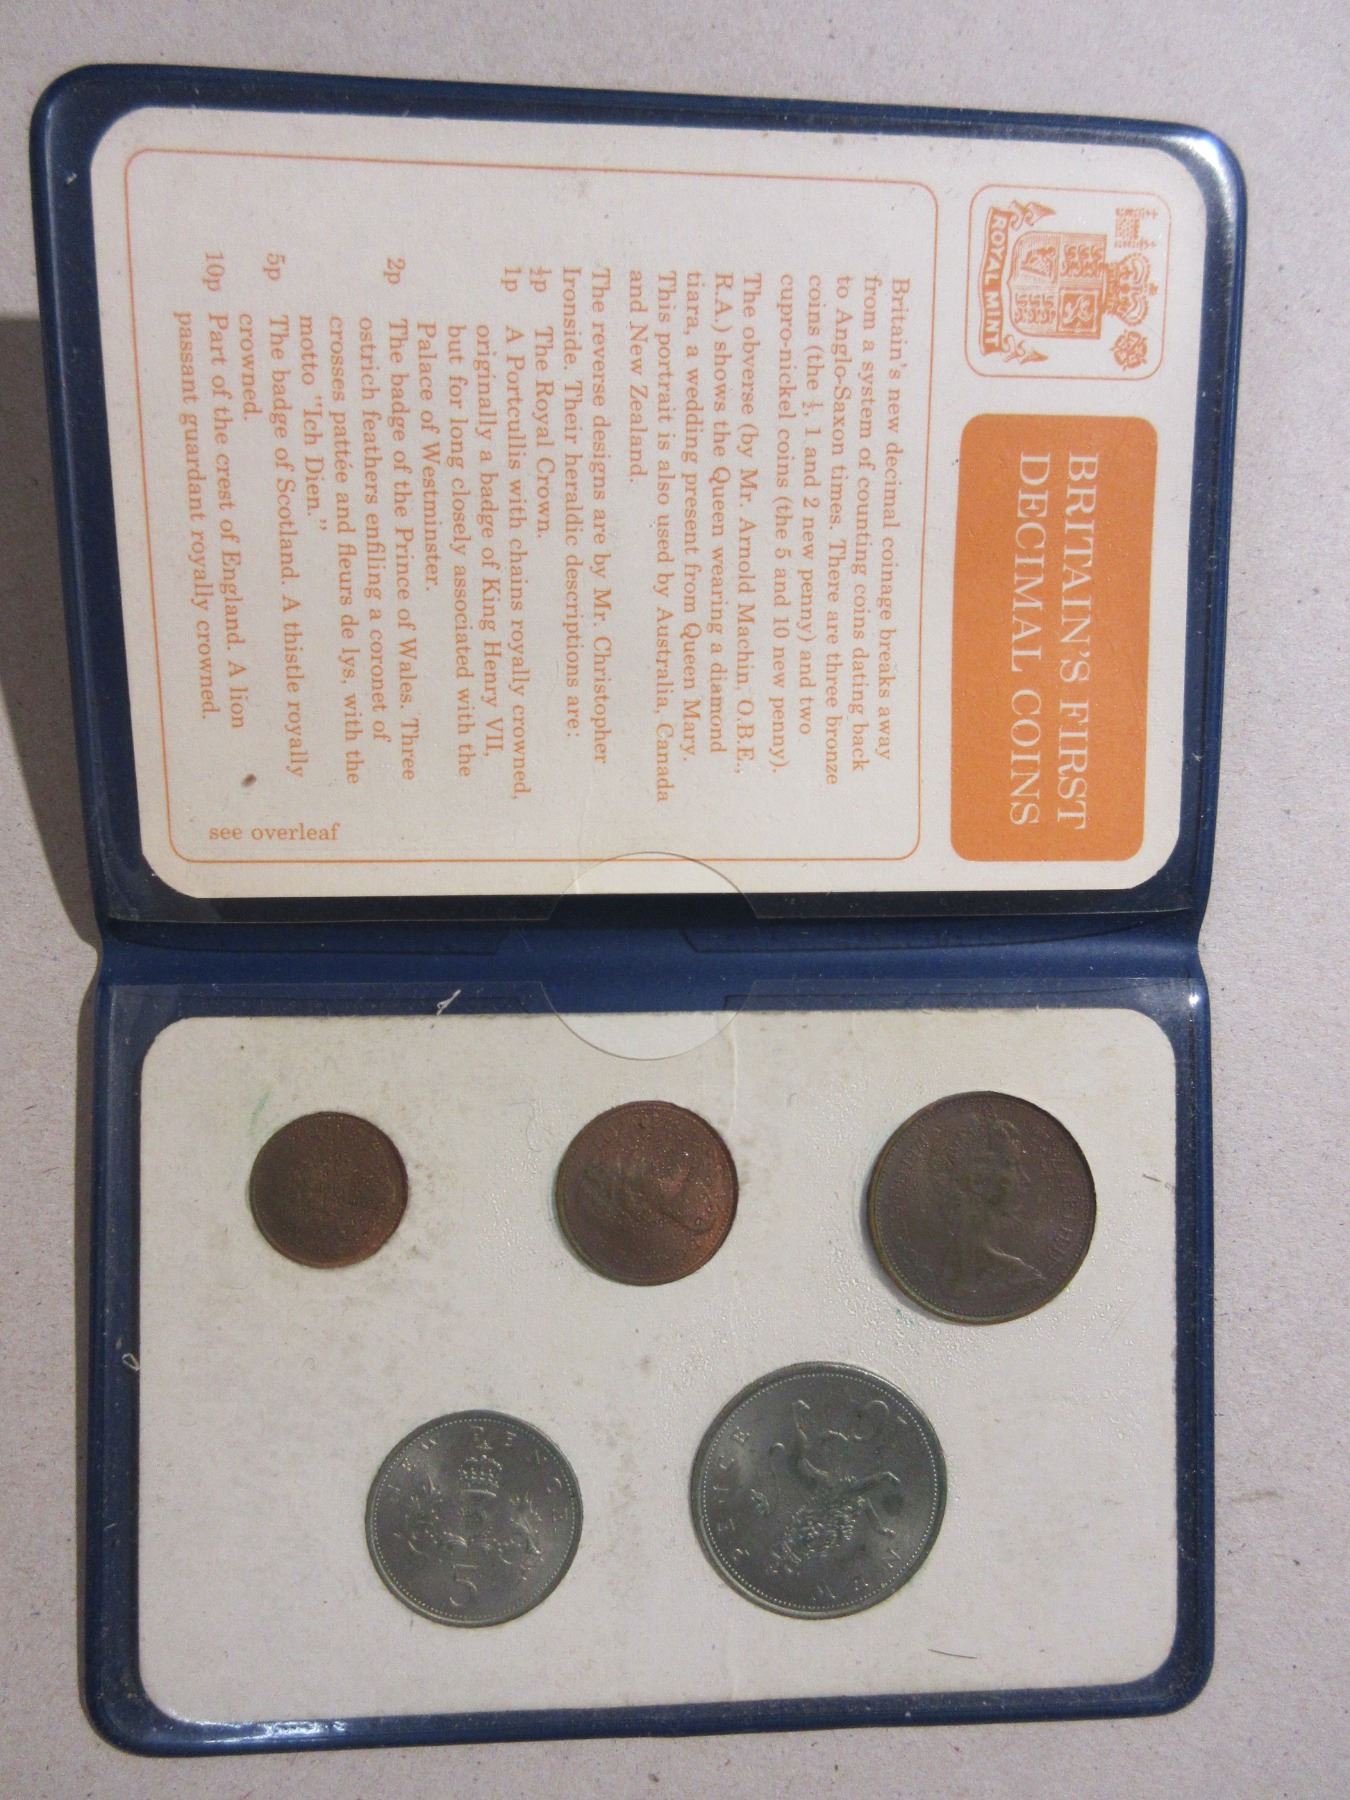 ROYAL MINT
BRITAIN'S FIRST
DECIMAL COINS
Britain's new decimal coinage breaks away
from a system of counting coins dating back
to Anglo-Saxon times. There are three bronze
coins (the ½, 1 and 2 new penny) and two
cupro-nickel coins (the 5 and 10 new penny).
The obverse (by Mr. Arnold Machin, O.B.E.,
R.A.) shows the Queen wearing a diamond
tiara, a wedding present from Queen Mary.
This portrait is also used by Australia, Canada
and New Zealand.
The reverse designs are by Mr. Christopher
Ironside. Their heraldic descriptions are:
½p The Royal Crown.
1p A Portcullis with chains royally crowned,
originally a badge of King Henry VII,
but for long closely associated with the
Palace of Westminster.
2p The badge of the Prince of Wales. Three
ostrich feathers enfiling a coronet of
crosses pattée and fleurs de lys, with the
motto "Ich Dien."
5p The badge of Scotland. A thistle royally
crowned.
10p Part of the crest of England. A lion
passant guardant royally crowned.
see overleaf
NEW PENCE
5
NEW PENCE
10